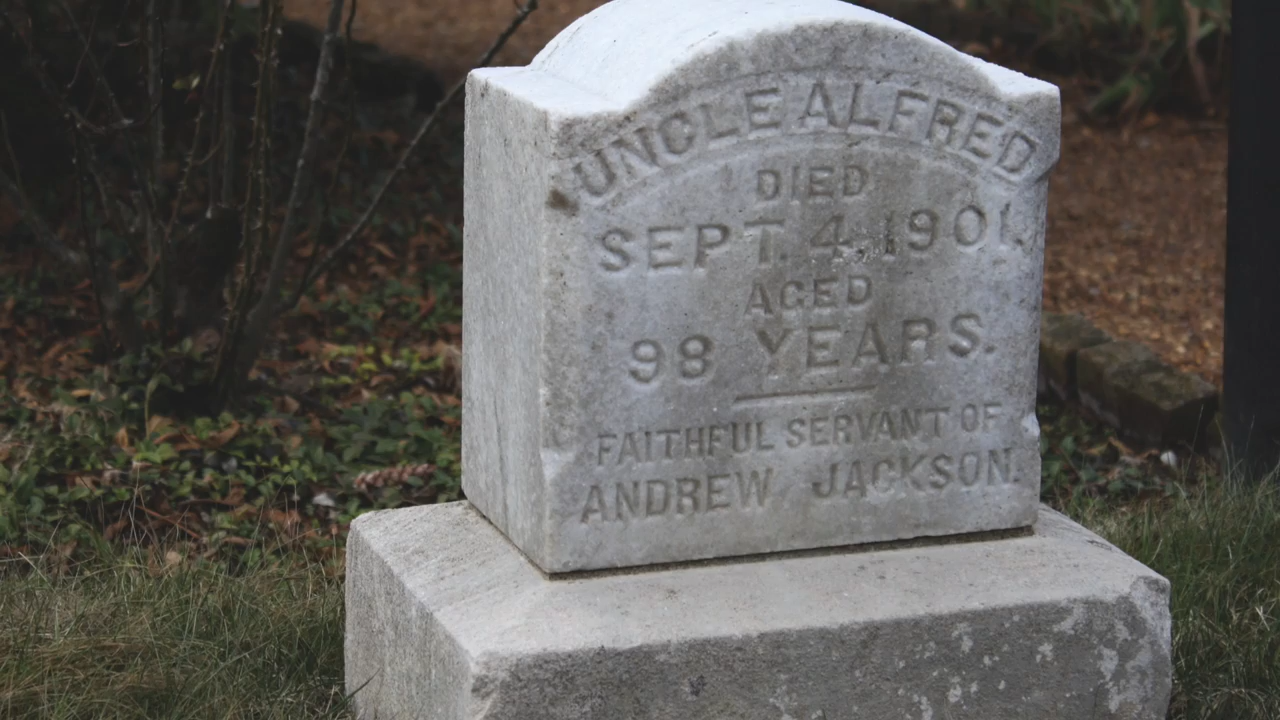 UNCLE ALFRED
DIED
SEPT. 4, 1901.
AGED
98 YEARS.
FAITHFUL SERVANT OF
ANDREW JACKSON.